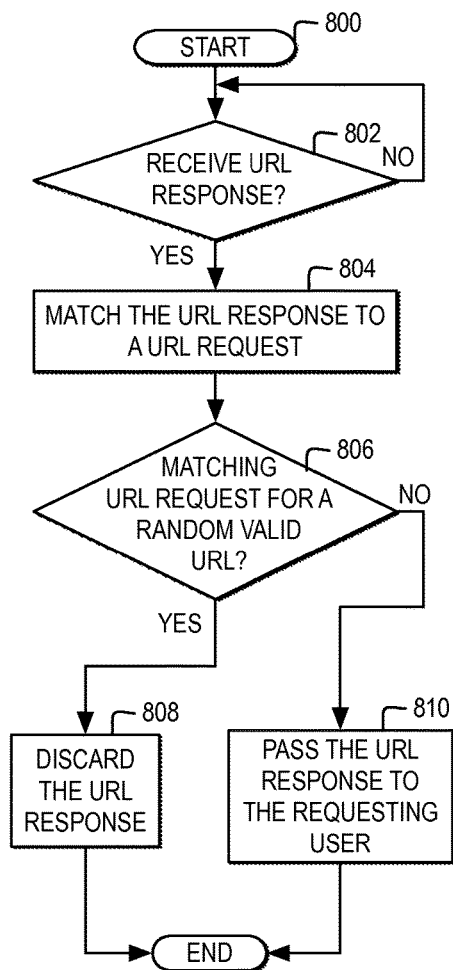 START
800
RECEIVE URL
RESPONSE?
802
NO
YES
804
MATCH THE URL RESPONSE TO
A URL REQUEST
806
MATCHING
URL REQUEST FOR A
RANDOM VALID
URL?
NO
YES
808
DISCARD
THE URL
RESPONSE
810
PASS THE URL
RESPONSE TO
THE REQUESTING
USER
END